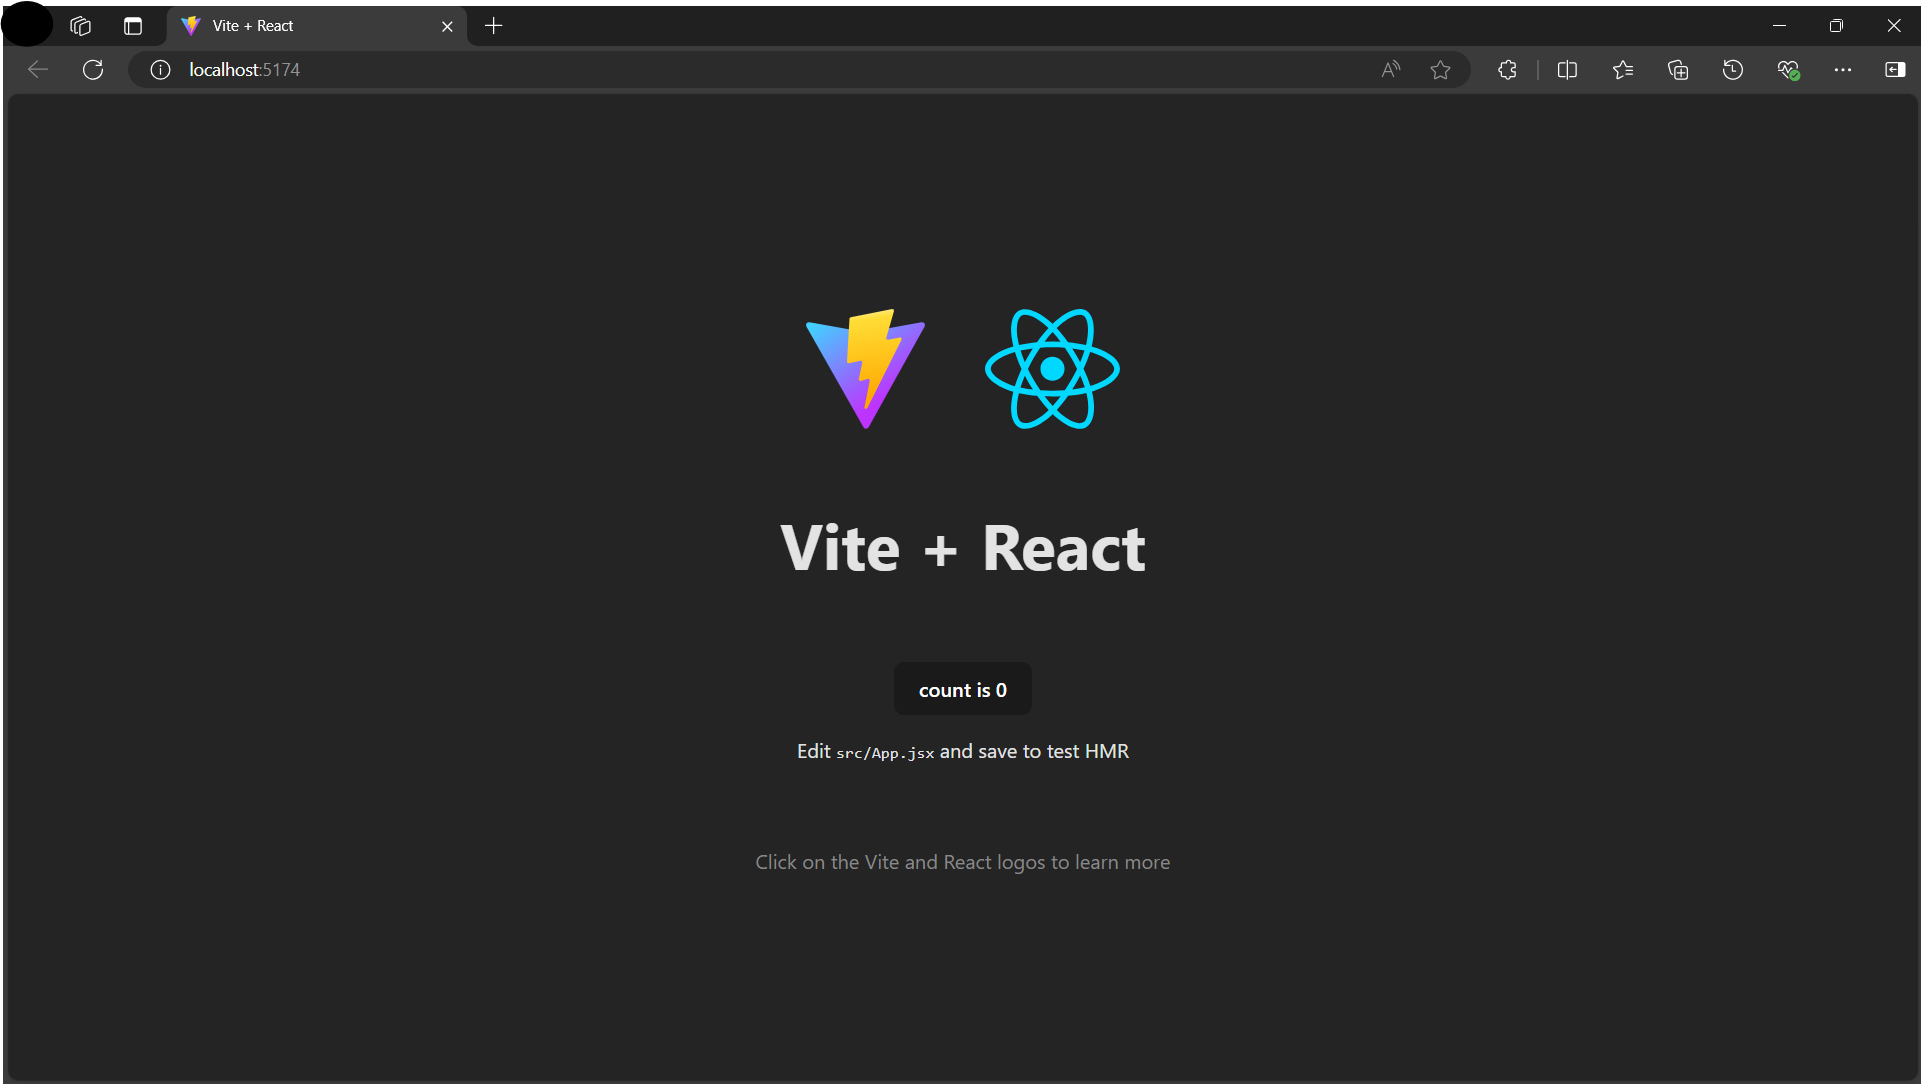 Vite + React
localhost:5174
Vite + React
count is 0
Edit src/App.jsx and save to test HMR
Click on the Vite and React logos to learn more